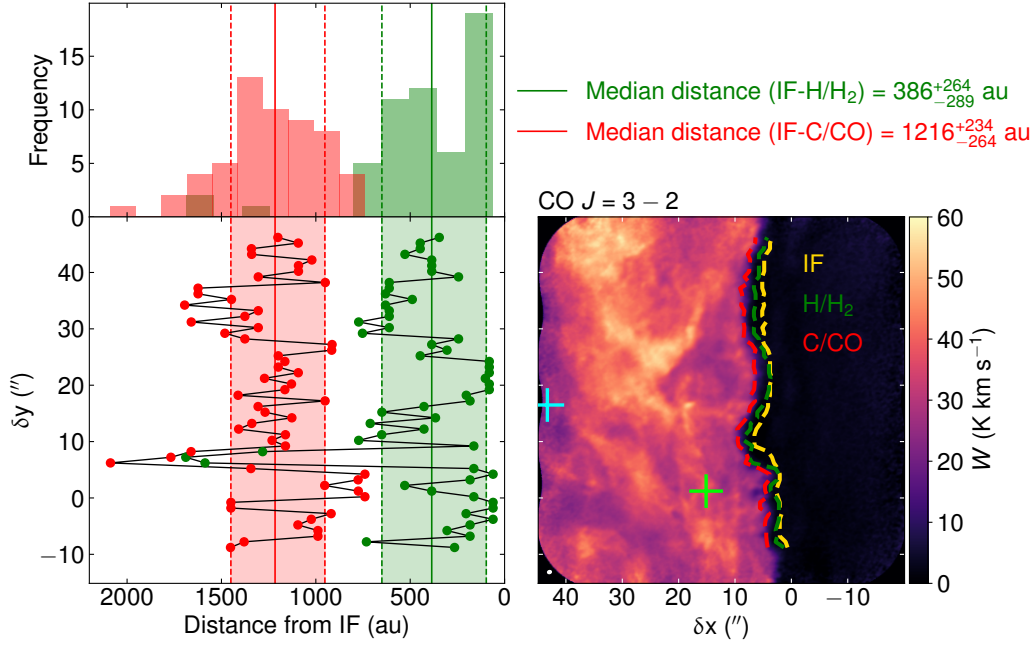 15
10
5
0
Frequency
Median distance (IF-H/H₂) = 386⁺²⁶⁴₋₂₈₉ au
Median distance (IF-C/CO) = 1216⁺²³⁴₋₂₆₄ au
40
30
20
10
0
−10
δy (′′)
2000 1500 1000 500 0
Distance from IF (au)
CO J = 3 − 2
IF
H/H₂
C/CO
40 30 20 10 0 −10
δx (′′)
60
50
40
30
20
10
0
W (K km s⁻¹)